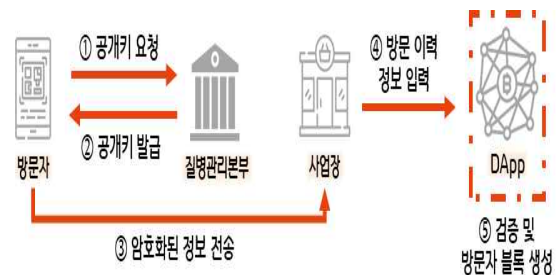 ① 공개키 요청
② 공개키 발급
방문자
질병관리본부
③ 암호화된 정보 전송
사업장
④ 방문 이력
정보 입력
B
DApp
⑤ 검증 및
방문자 블록 생성